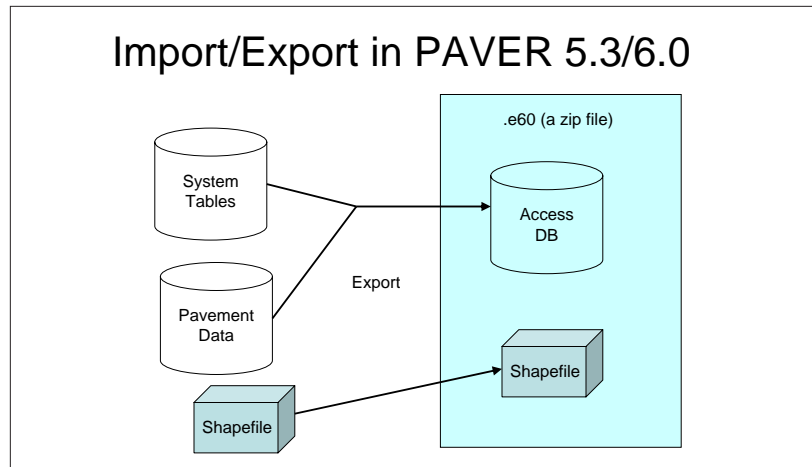 Import/Export in PAVER 5.3/6.0
.e60 (a zip file)
System
Tables
Access
DB
Export
Pavement
Data
Shapefile
Shapefile